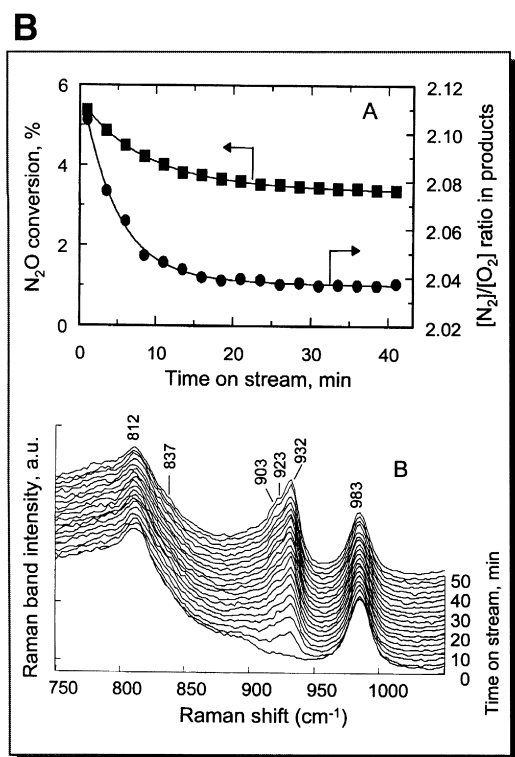 B
A
6
4
2
0
N₂O conversion, %
2.12
2.10
2.08
2.06
2.04
2.02
[N₂]/[O₂] ratio in products
0 10 20 30 40
Time on stream, min
B
812
837
903
923
932
983
Raman band intensity, a.u.
50
40
30
20
10
0
Time on stream, min
750 800 850 900 950 1000
Raman shift (cm⁻¹)